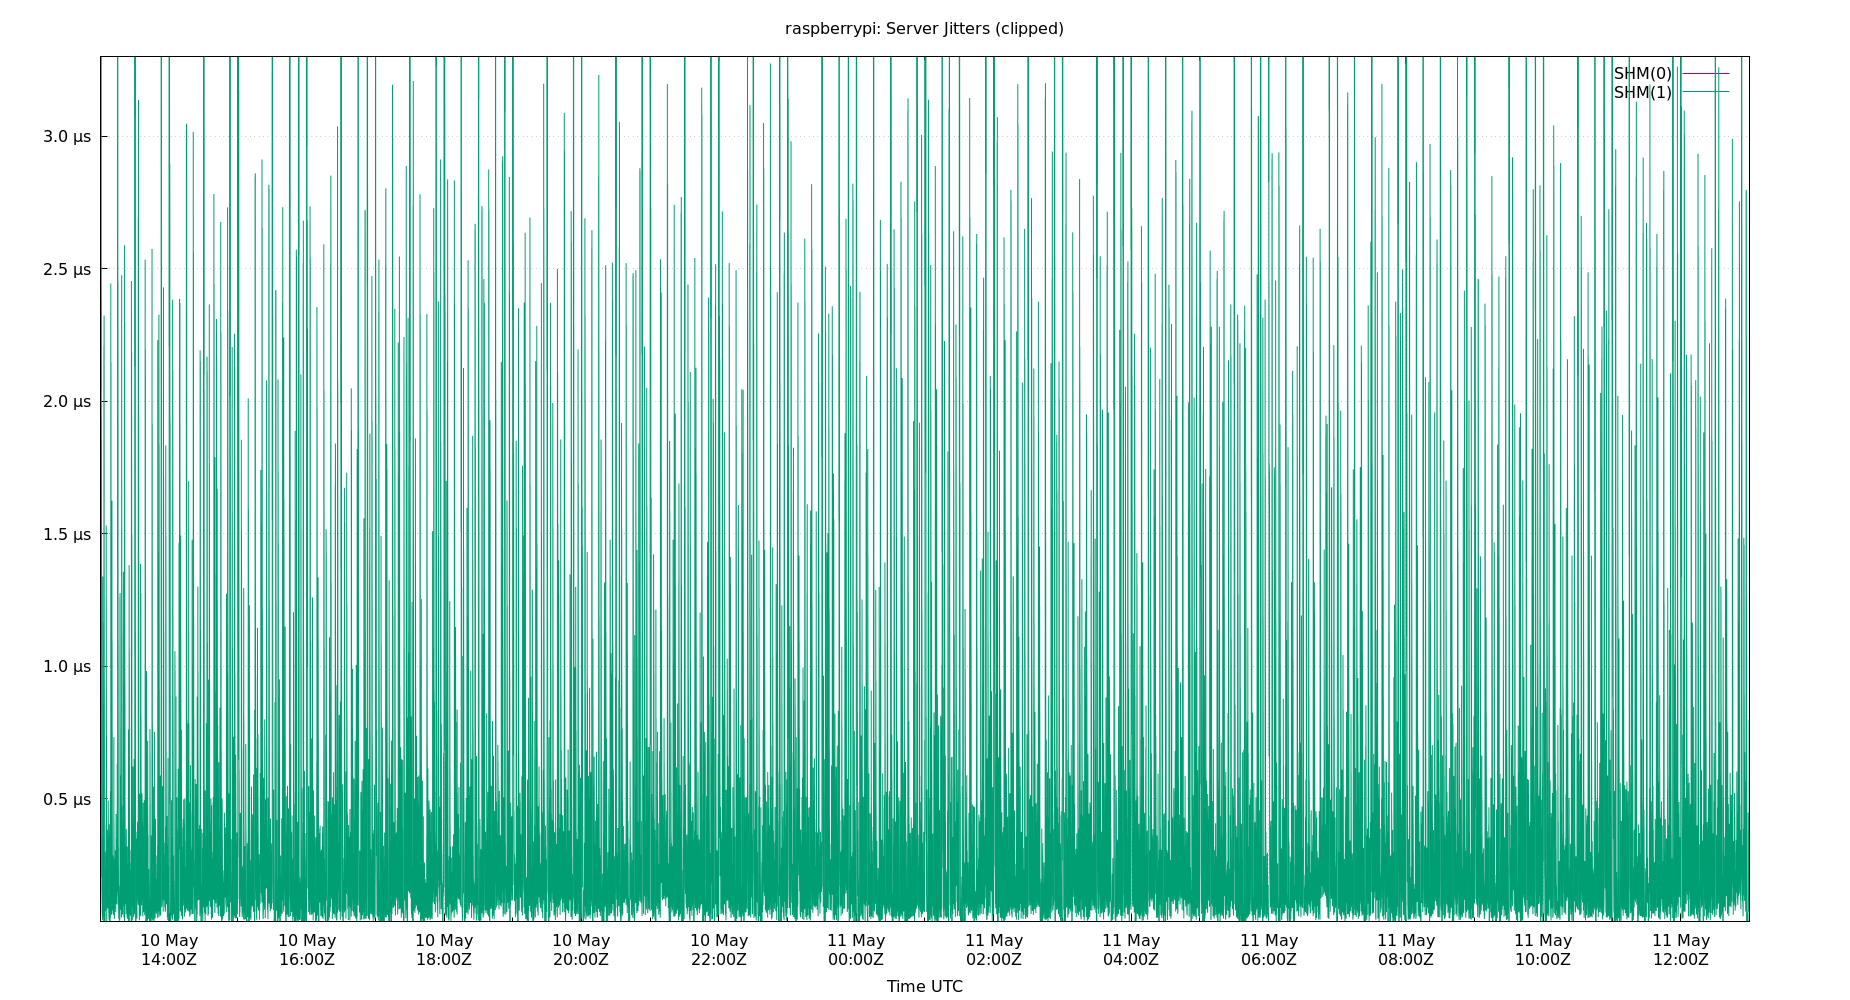 raspberrypi: Server Jitters (clipped)
SHM(0)
SHM(1)
3.0 µs
2.5 µs
2.0 µs
1.5 µs
1.0 µs
0.5 µs
10 May 10 May 10 May 10 May 10 May 11 May 11 May 11 May 11 May 11 May 11 May 11 May
14:00Z 16:00Z 18:00Z 20:00Z 22:00Z 00:00Z 02:00Z 04:00Z 06:00Z 08:00Z 10:00Z 12:00Z
Time UTC